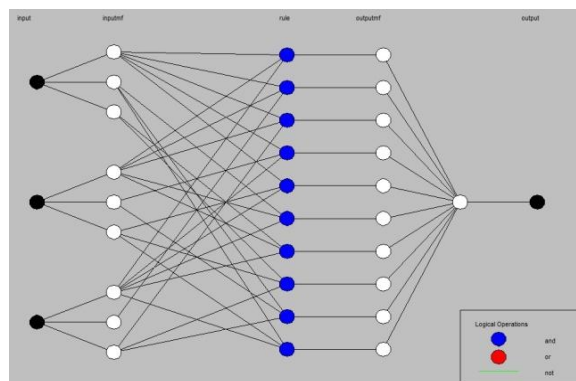 input
inputmf
rule
outputmf
output
Logical Operations
and
or
not